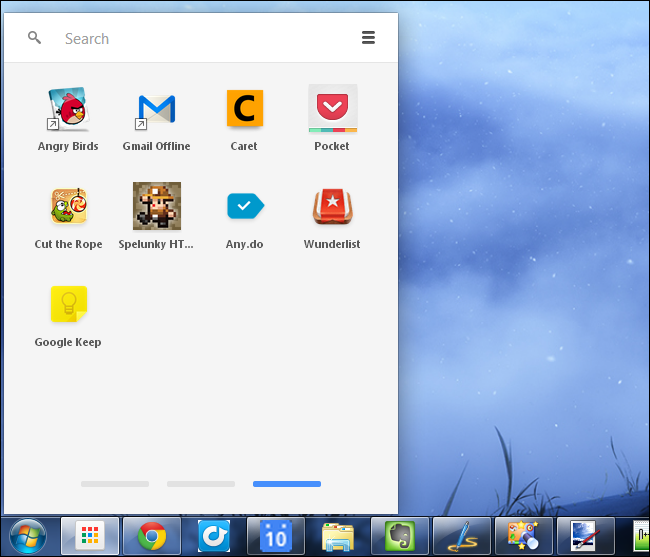 Search
Angry Birds
Gmail Offline
Caret
Pocket
Cut the Rope
Spelunky HT...
Any.do
Wunderlist
Google Keep
C
10